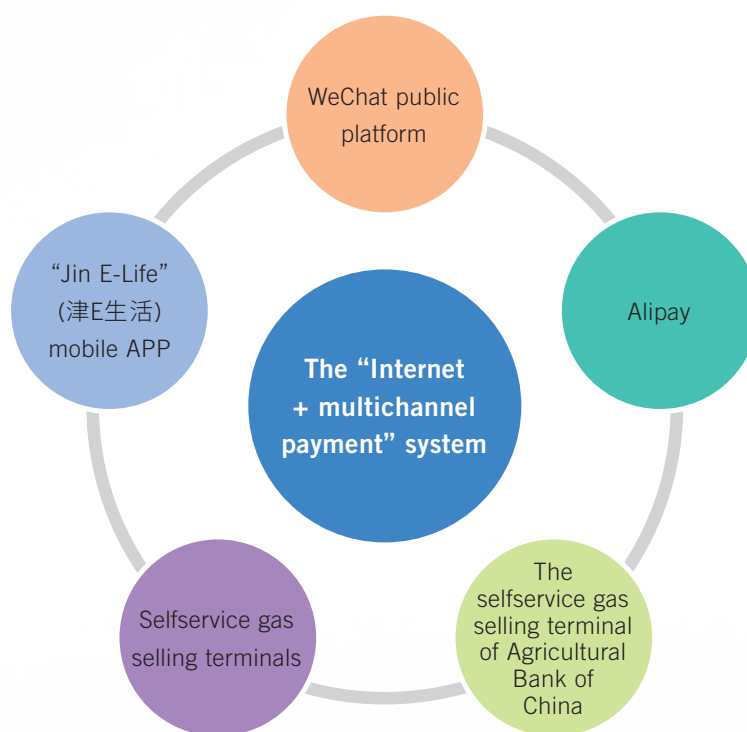 WeChat public
platform
“Jin E-Life”
(津E生活)
mobile APP
Alipay
The “Internet
+ multichannel
payment” system
Selfservice gas
selling terminals
The
selfservice gas
selling terminal
of Agricultural
Bank of
China